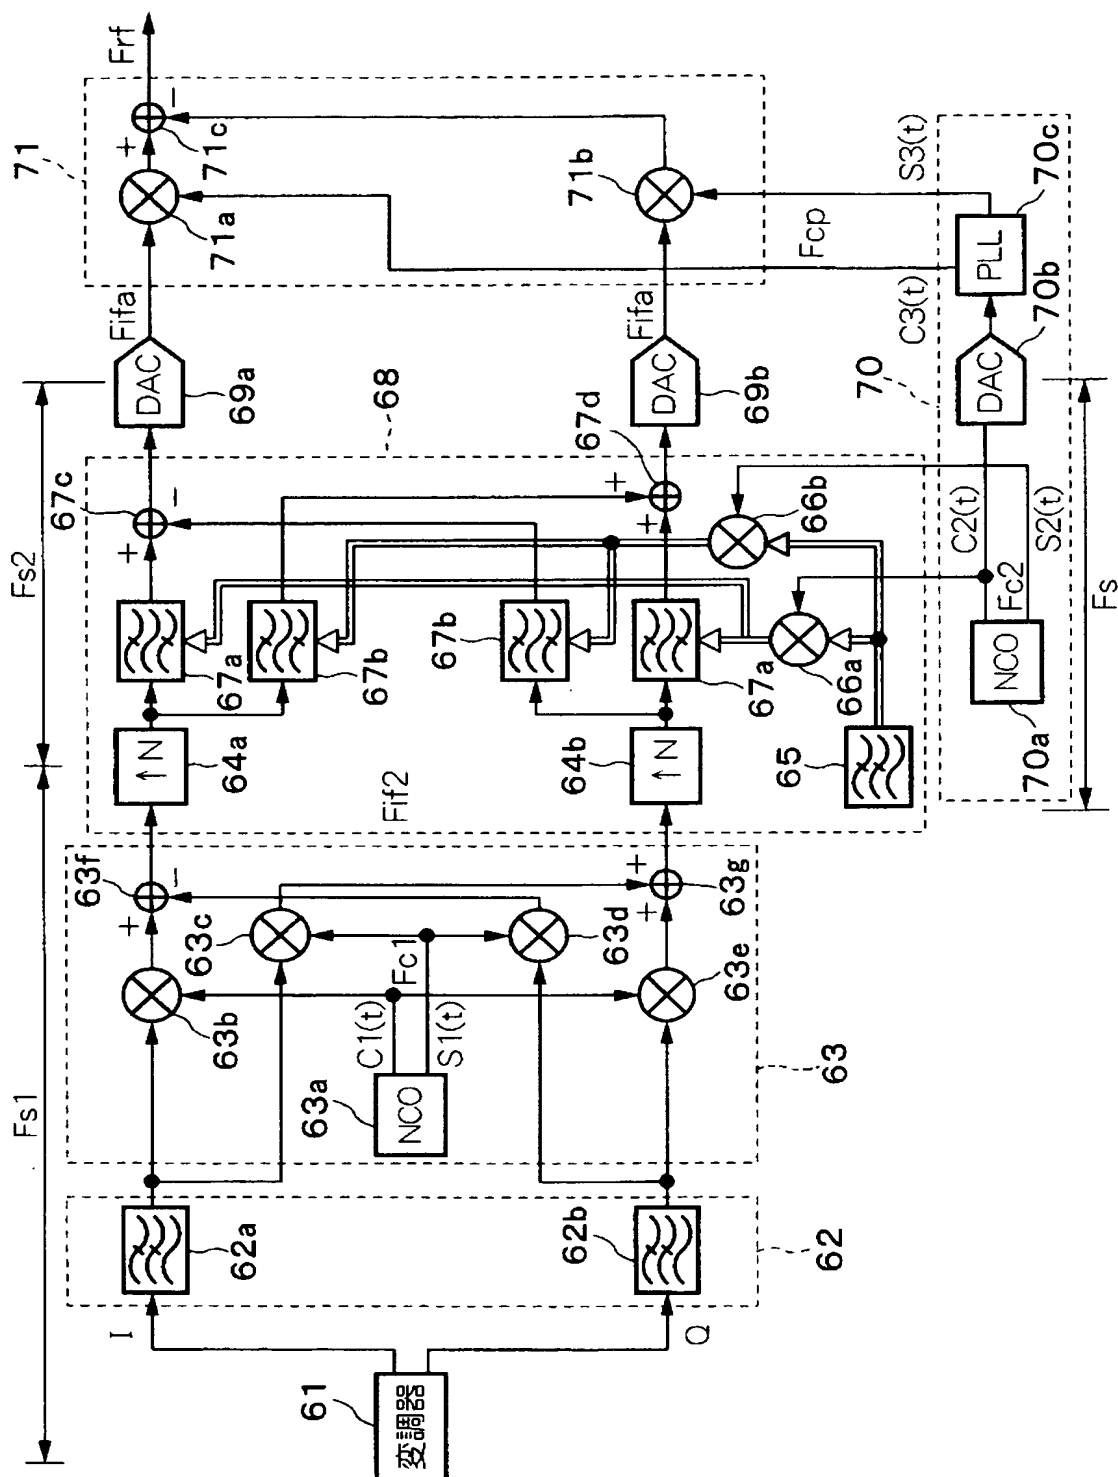 Fs1
Fs2
61
変調器
I
Q
62a
62b
62
63b
63c
63f
63a
NCO
C1(t)
S1(t)
Fc1
63d
63e
63g
63
↑N
64a
Fif2
↑N
64b
65
67a
67b
67b
67a
66a
66b
67c
67d
68
+
−
+
+
+
−
+
+
DAC
69a
DAC
69b
Fifa
Fifa
70
NCO
70a
Fc2
C2(t)
S2(t)
DAC
70b
PLL
70c
C3(t)
S3(t)
Fcp
Fs
71
71a
71b
71c
+
−
Frf